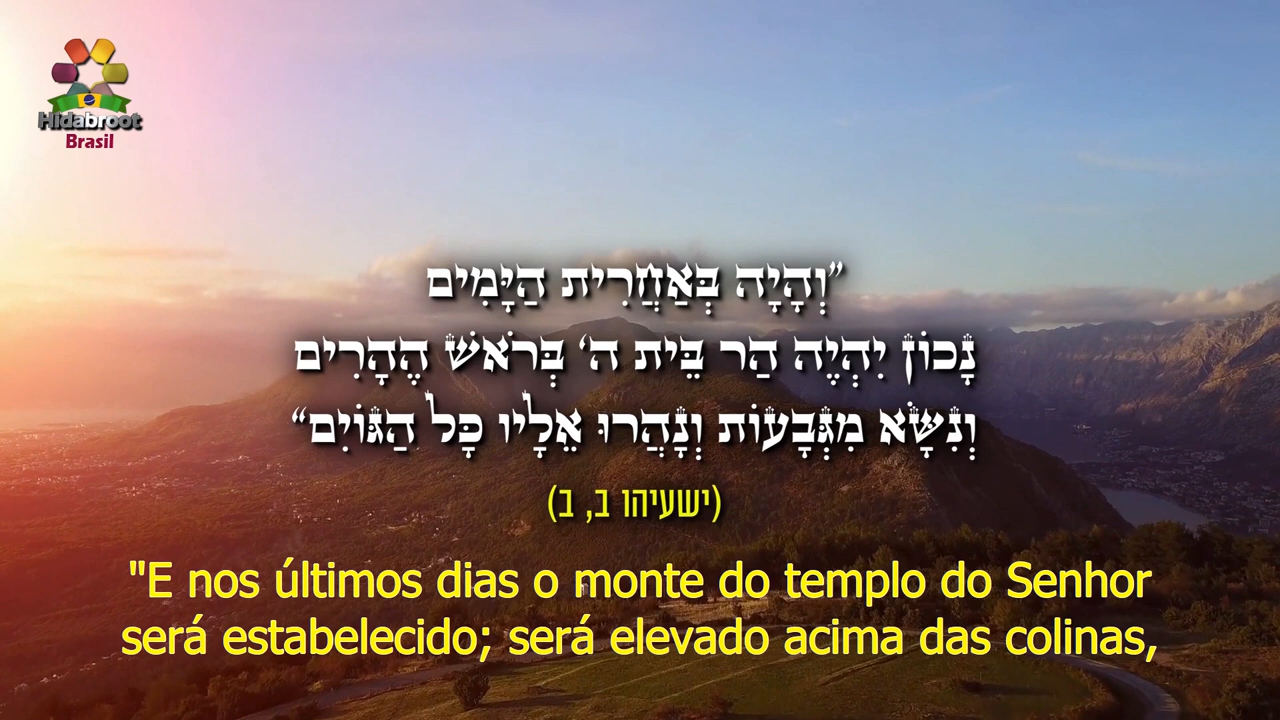 Hidabroot
Brasil
"וְהָיָה בְּאַחֲרִית הַיָּמִים
נָכוֹן יִהְיֶה הַר בֵּית ה' בְּרֹאשׁ הֶהָרִים
וְנִשָּׂא מִגְּבָעוֹת וְנָהֲרוּ אֵלָיו כָּל הַגּוֹיִם"
(ישעיהו ב, ב)
"E nos últimos dias o monte do templo do Senhor
será estabelecido; será elevado acima das colinas,